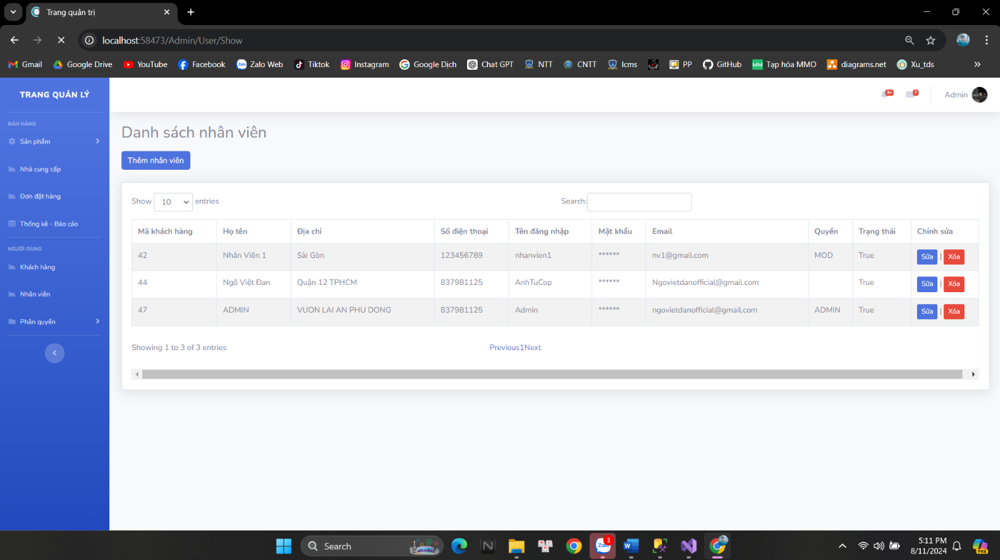 Trang quản trị
localhost:58473/Admin/User/Show
Gmail Google Drive YouTube Facebook Zalo Web Tiktok Instagram Google Dịch Chat GPT NTT CNTT lcms PP GitHub Tạp hóa MMO diagrams.net Xu_tds
TRANG QUẢN LÝ
3+ 7 Admin
BÁN HÀNG
Sản phẩm
Nhà cung cấp
Đơn đặt hàng
Thống kê - Báo cáo
NGƯỜI DÙNG
Khách hàng
Nhân viên
Phân quyền
Danh sách nhân viên
Thêm nhân viên
Show 10 entries Search:
Mã khách hàng Họ tên Địa chỉ Số điện thoại Tên đăng nhập Mật khẩu Email Quyền Trạng thái Chỉnh sửa
42 Nhân Viên 1 Sài Gòn 123456789 nhanvien1 ****** nv1@gmail.com MOD True Sửa | Xóa
44 Ngô Việt Đan Quận 12 TPHCM 837981125 AnhTuCop ****** Ngovietdanofficial@gmail.com True Sửa | Xóa
47 ADMIN VUON LAI AN PHU DONG 837981125 Admin ****** ngovietdanofficial@gmail.com ADMIN True Sửa | Xóa
Showing 1 to 3 of 3 entries Previous1Next
Search
3
5:11 PM
8/11/2024
PRE